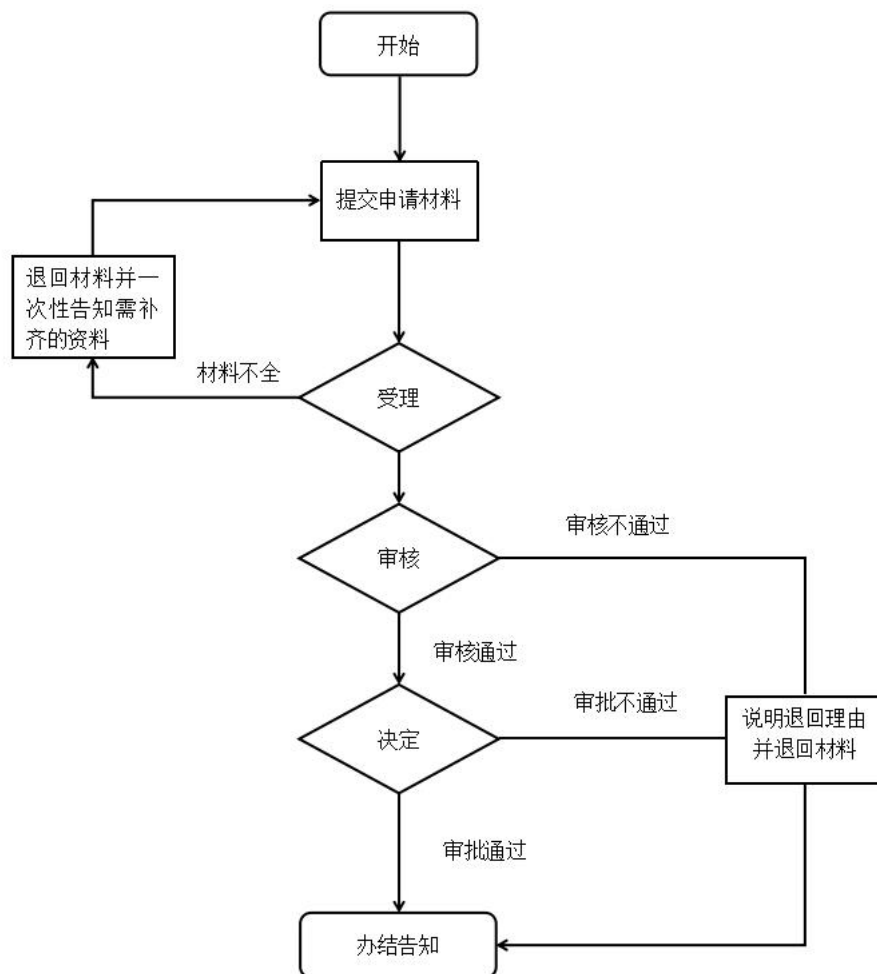 开始
提交申请材料
退回材料并一
次性告知需补
齐的资料
材料不全
受理
审核不通过
审核
审核通过
审批不通过
决定
说明退回理由
并退回材料
审批通过
办结告知